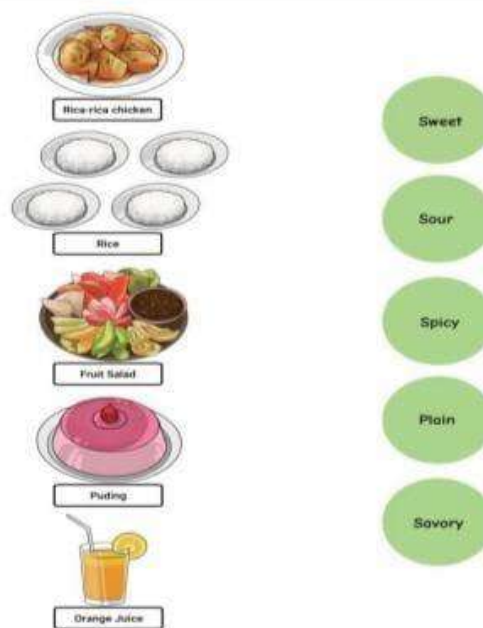 Rica-rica chicken
Rice
Fruit Salad
Puding
Orange Juice
Sweet
Sour
Spicy
Plain
Savory